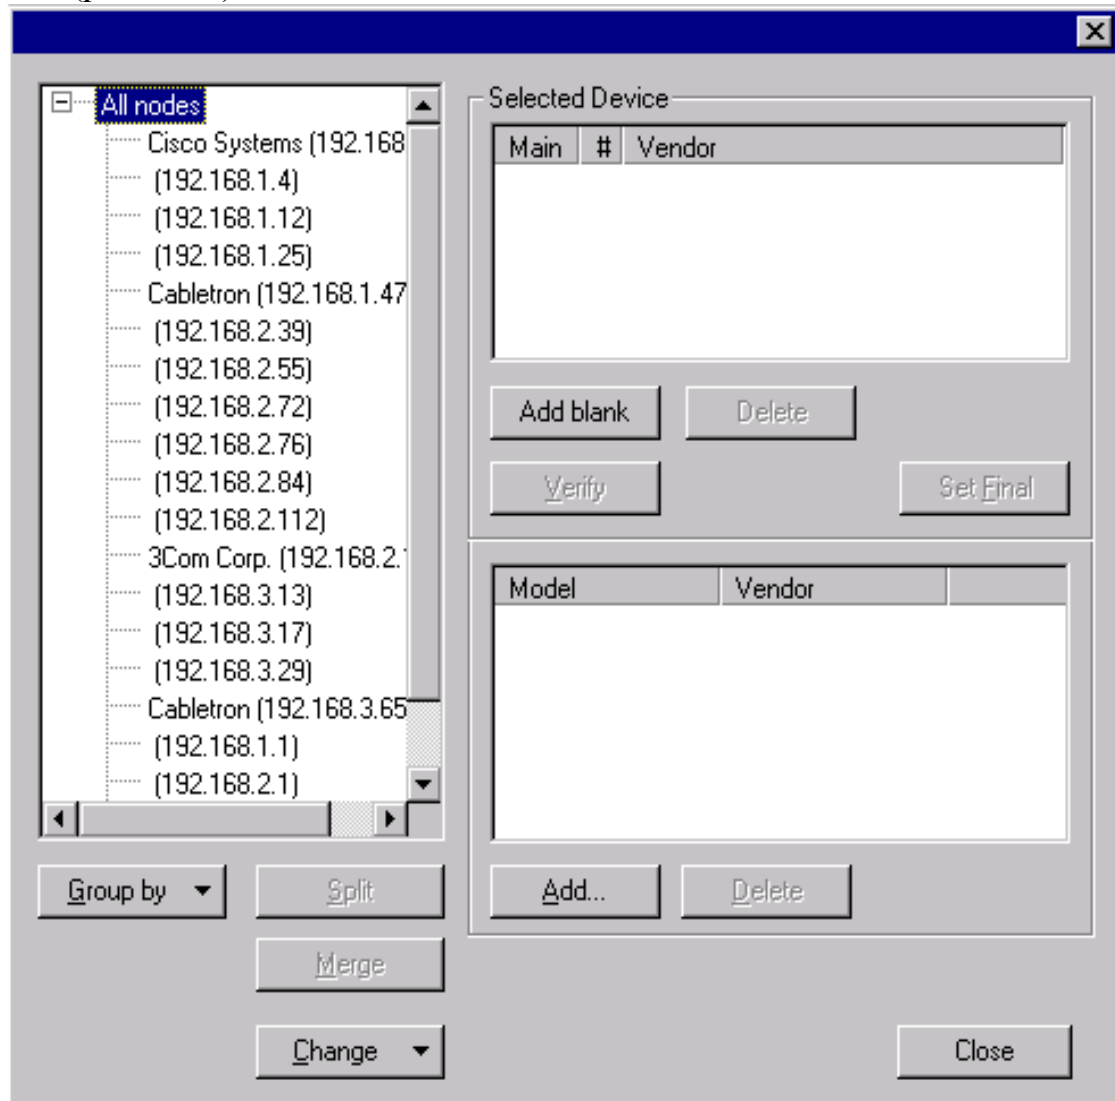 All nodes
Cisco Systems (192.168
(192.168.1.4)
(192.168.1.12)
(192.168.1.25)
Cabletron (192.168.1.47
(192.168.2.39)
(192.168.2.55)
(192.168.2.72)
(192.168.2.76)
(192.168.2.84)
(192.168.2.112)
3Com Corp. (192.168.2.
(192.168.3.13)
(192.168.3.17)
(192.168.3.29)
Cabletron (192.168.3.65
(192.168.1.1)
(192.168.2.1)
Group by
Split
Merge
Change
Selected Device
Main # Vendor
Add blank Delete
Verify Set Final
Model Vendor
Add... Delete
Close